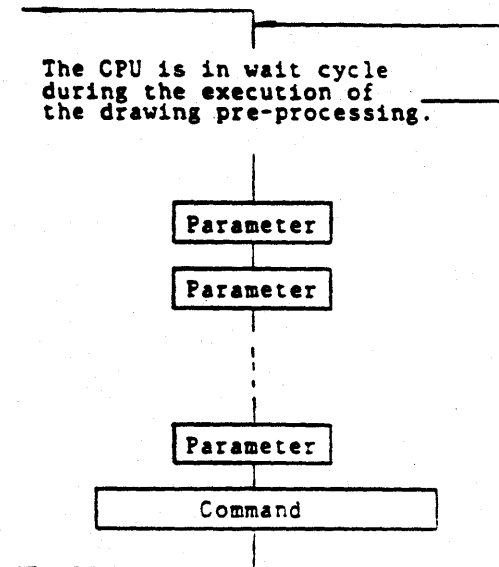 The CPU is in wait cycle
during the execution of
the drawing pre-processing.
Parameter
Parameter
Parameter
Command